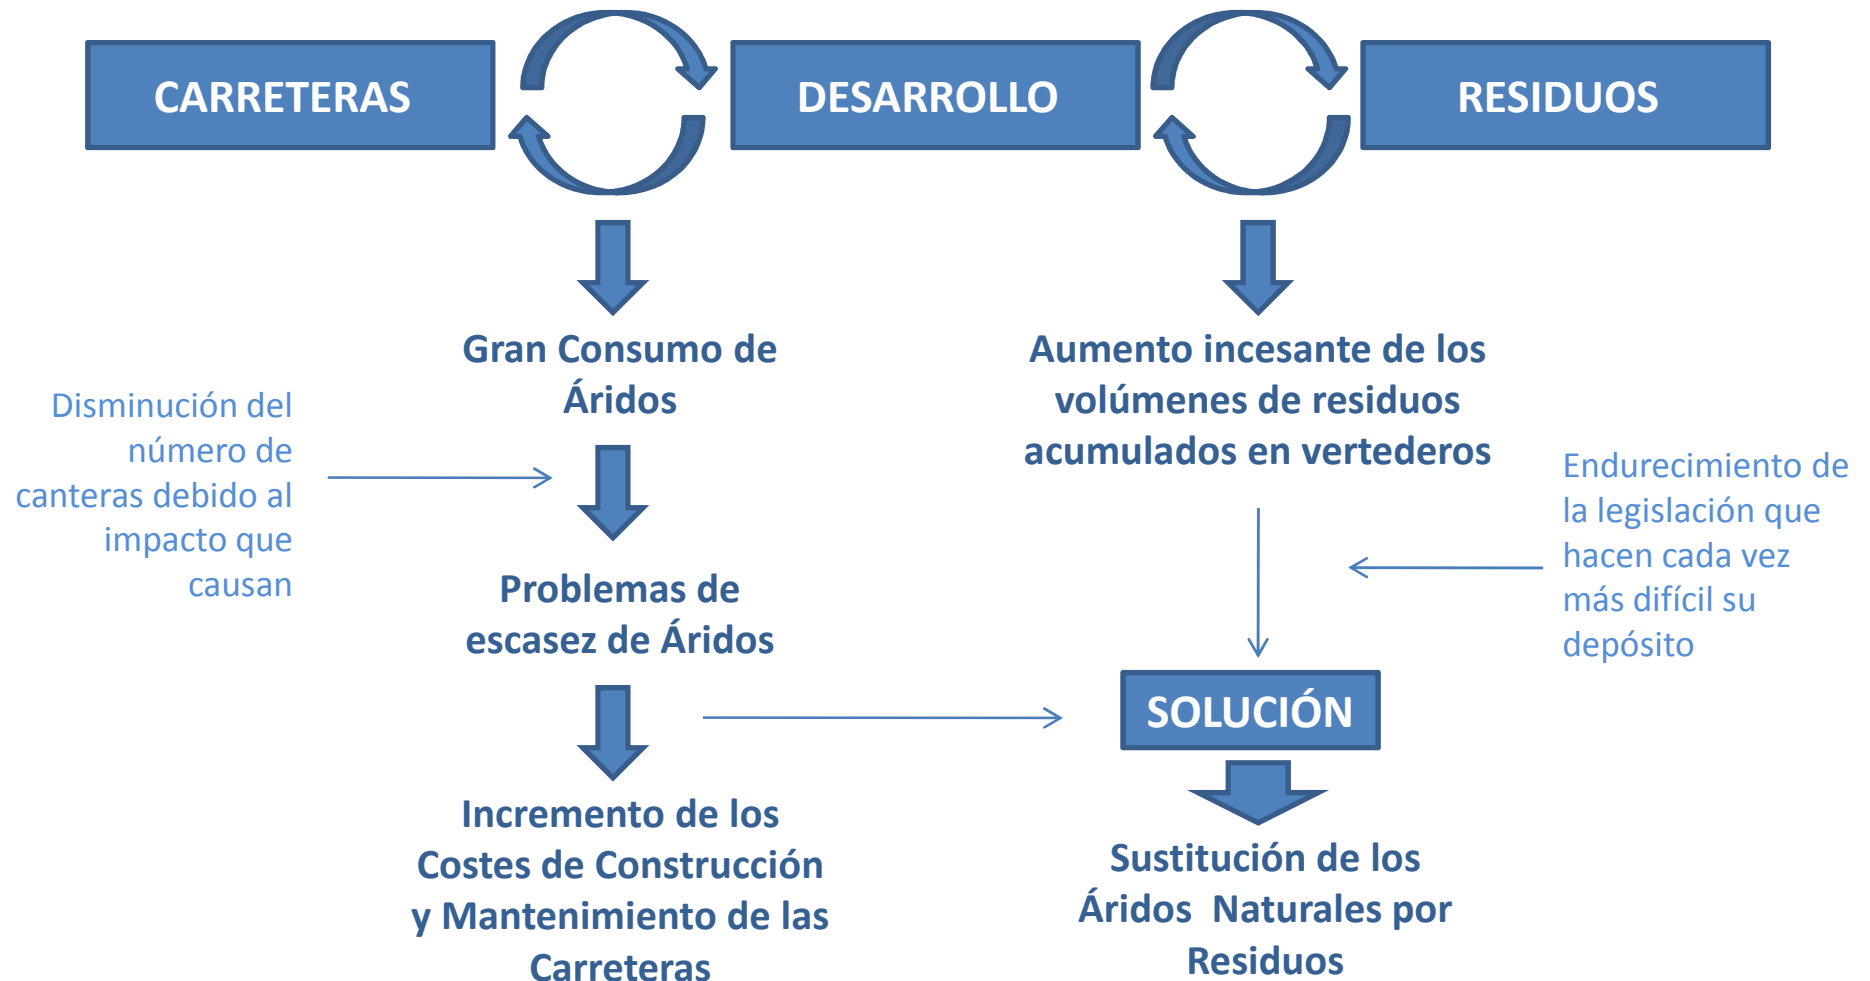 CARRETERAS
DESARROLLO
RESIDUOS
Gran Consumo de
Áridos
Disminución del
número de
canteras debido al
impacto que
causan
Problemas de
escasez de Áridos
Incremento de los
Costes de Construcción
y Mantenimiento de las
Carreteras
Aumento incesante de los
volúmenes de residuos
acumulados en vertederos
Endurecimiento de
la legislación que
hacen cada vez
más difícil su
depósito
SOLUCIÓN
Sustitución de los
Áridos  Naturales por
Residuos